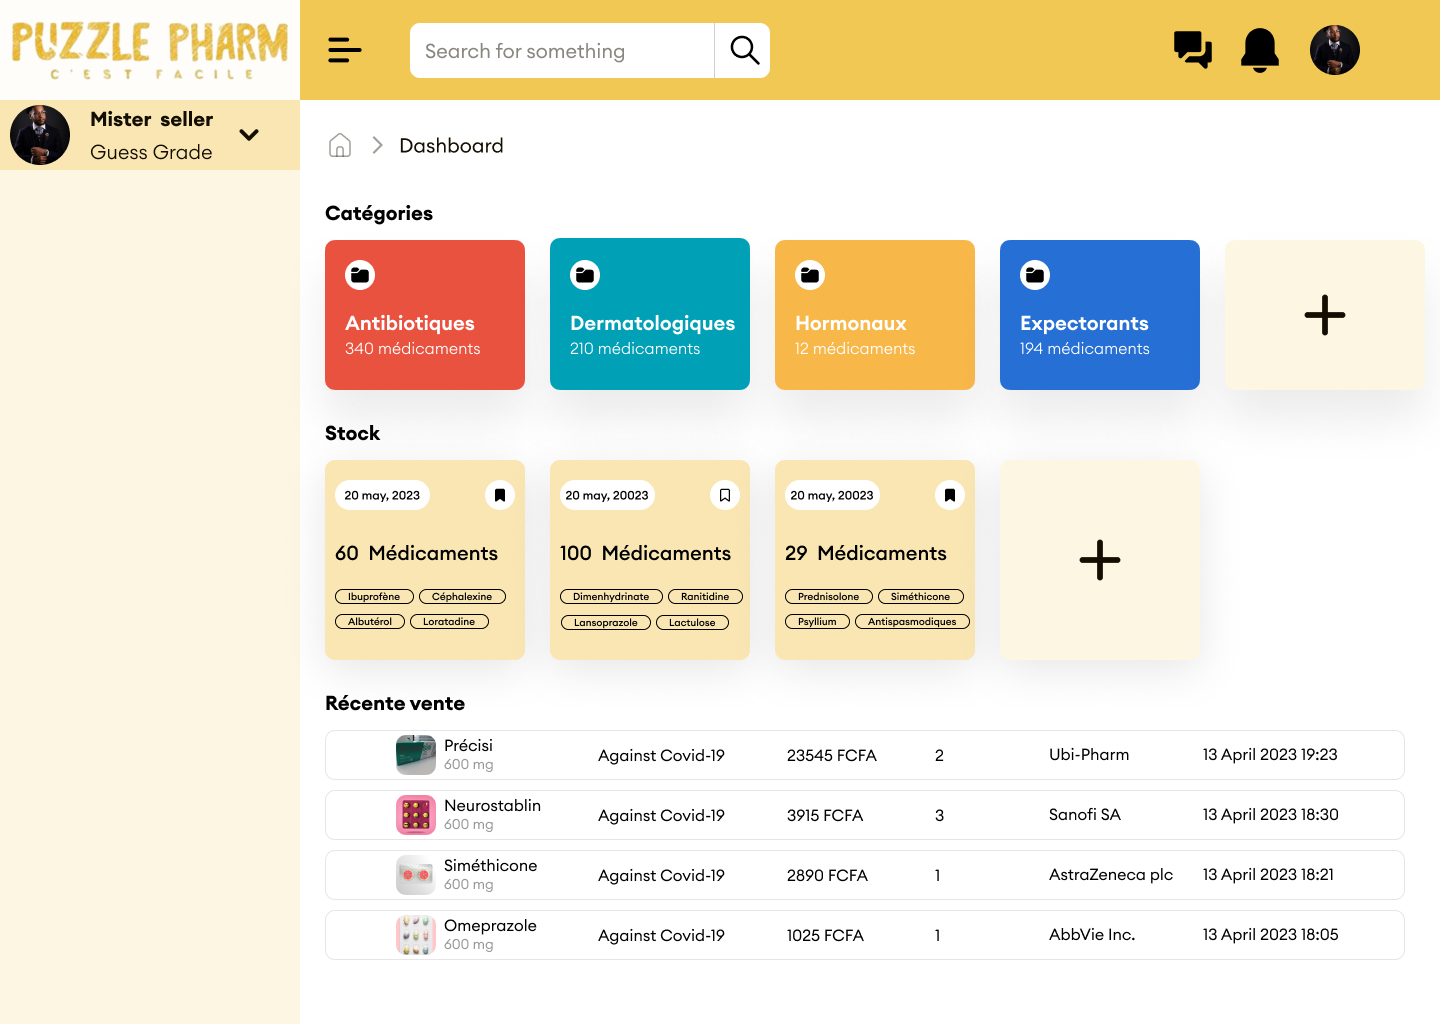 PUZZLE PHARM
C'EST FACILE
Search for something
Mister seller
Guess Grade
Dashboard
Catégories
Antibiotiques
340 médicaments
Dermatologiques
210 médicaments
Hormonaux
12 médicaments
Expectorants
194 médicaments
Stock
20 may, 2023
60 Médicaments
Ibuprofène Céphalexine
Albutérol Loratadine
20 may, 20023
100 Médicaments
Dimenhydrinate Ranitidine
Lansoprazole Lactulose
20 may, 20023
29 Médicaments
Prednisolone Siméthicone
Psyllium Antispasmodiques
Récente vente
Précisi
600 mg
Against Covid-19 23545 FCFA 2 Ubi-Pharm 13 April 2023 19:23
Neurostablin
600 mg
Against Covid-19 3915 FCFA 3 Sanofi SA 13 April 2023 18:30
Siméthicone
600 mg
Against Covid-19 2890 FCFA 1 AstraZeneca plc 13 April 2023 18:21
Omeprazole
600 mg
Against Covid-19 1025 FCFA 1 AbbVie Inc. 13 April 2023 18:05